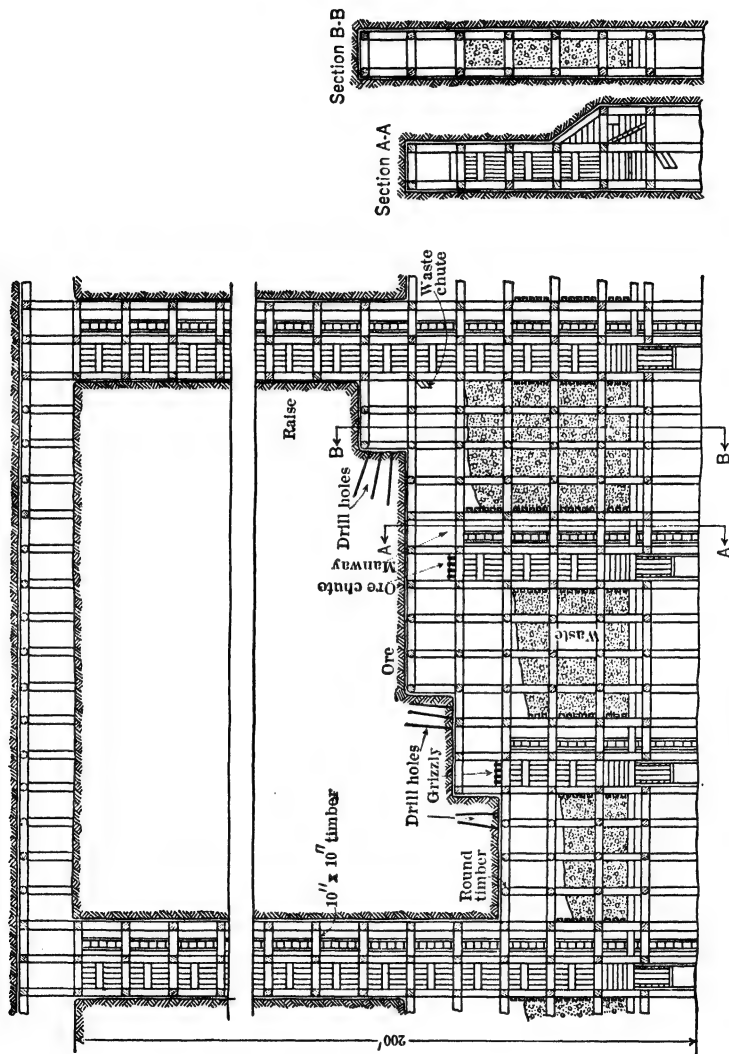 Section B-B
Section A-A
Waste
chute
Raise
B
B
Drill holes
A
A
Manway
Ore chute
Ore
Waste
Drill holes
Grizzly
10" x 10" timber
Round
timber
200'